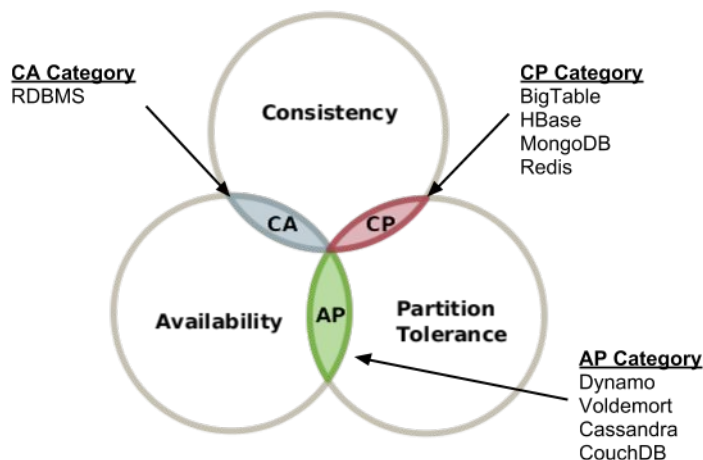 CA Category
RDBMS
CP Category
BigTable
HBase
MongoDB
Redis
Consistency
CA
CP
Availability
AP
Partition
Tolerance
AP Category
Dynamo
Voldemort
Cassandra
CouchDB